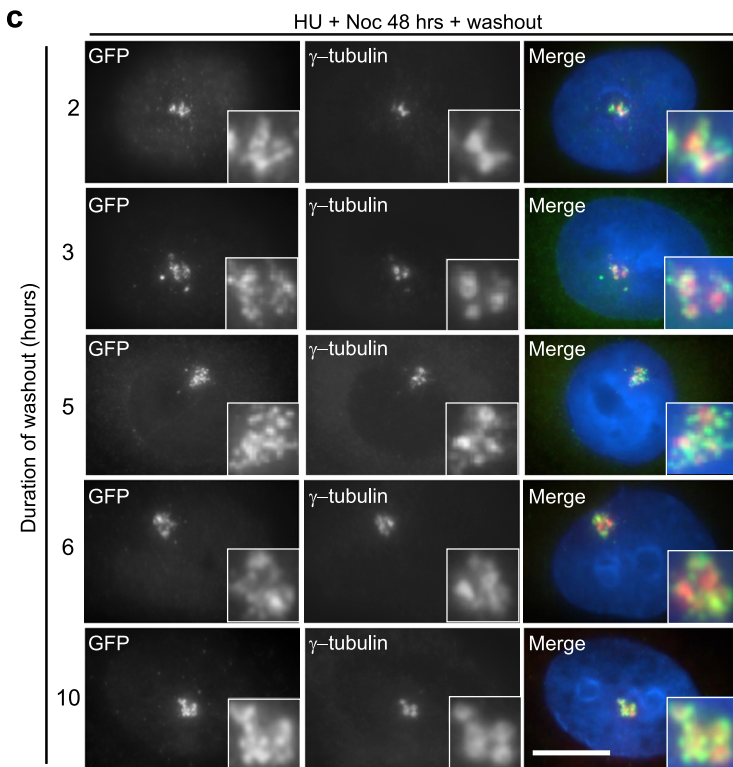 c
HU + Noc 48 hrs + washout
Duration of washout (hours)
2
GFP
γ–tubulin
Merge
3
GFP
γ–tubulin
Merge
5
GFP
γ–tubulin
Merge
6
GFP
γ–tubulin
Merge
10
GFP
γ–tubulin
Merge